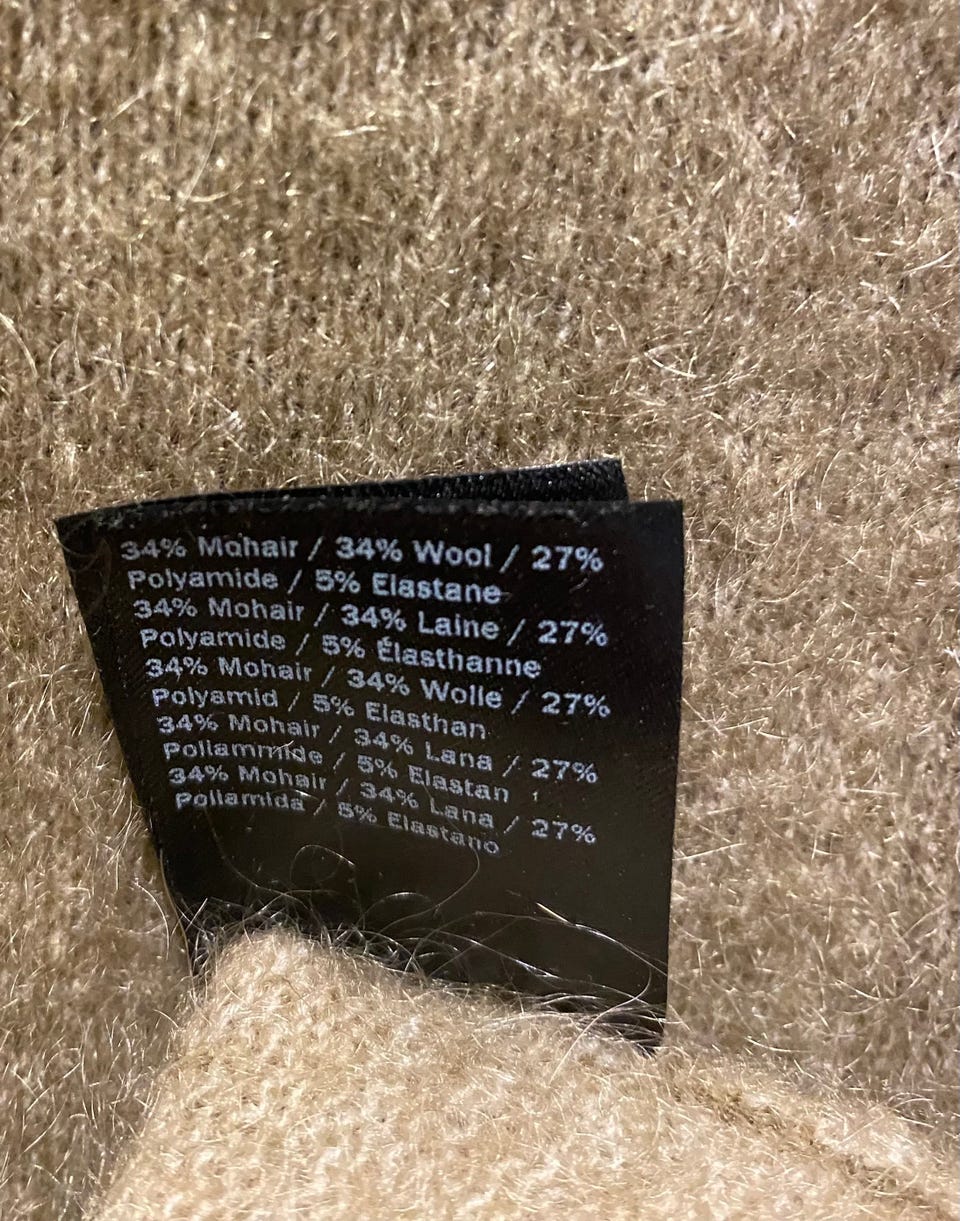 34% Mohair / 34% Wool / 27%
Polyamide / 5% Elastane
34% Mohair / 34% Laine / 27%
Polyamide / 5% Élasthanne
34% Mohair / 34% Wolle / 27%
Polyamid / 5% Elasthan
34% Mohair / 34% Lana / 27%
Poliammide / 5% Elastan
34% Mohair / 34% Lana / 27%
Poliamida / 5% Elastano